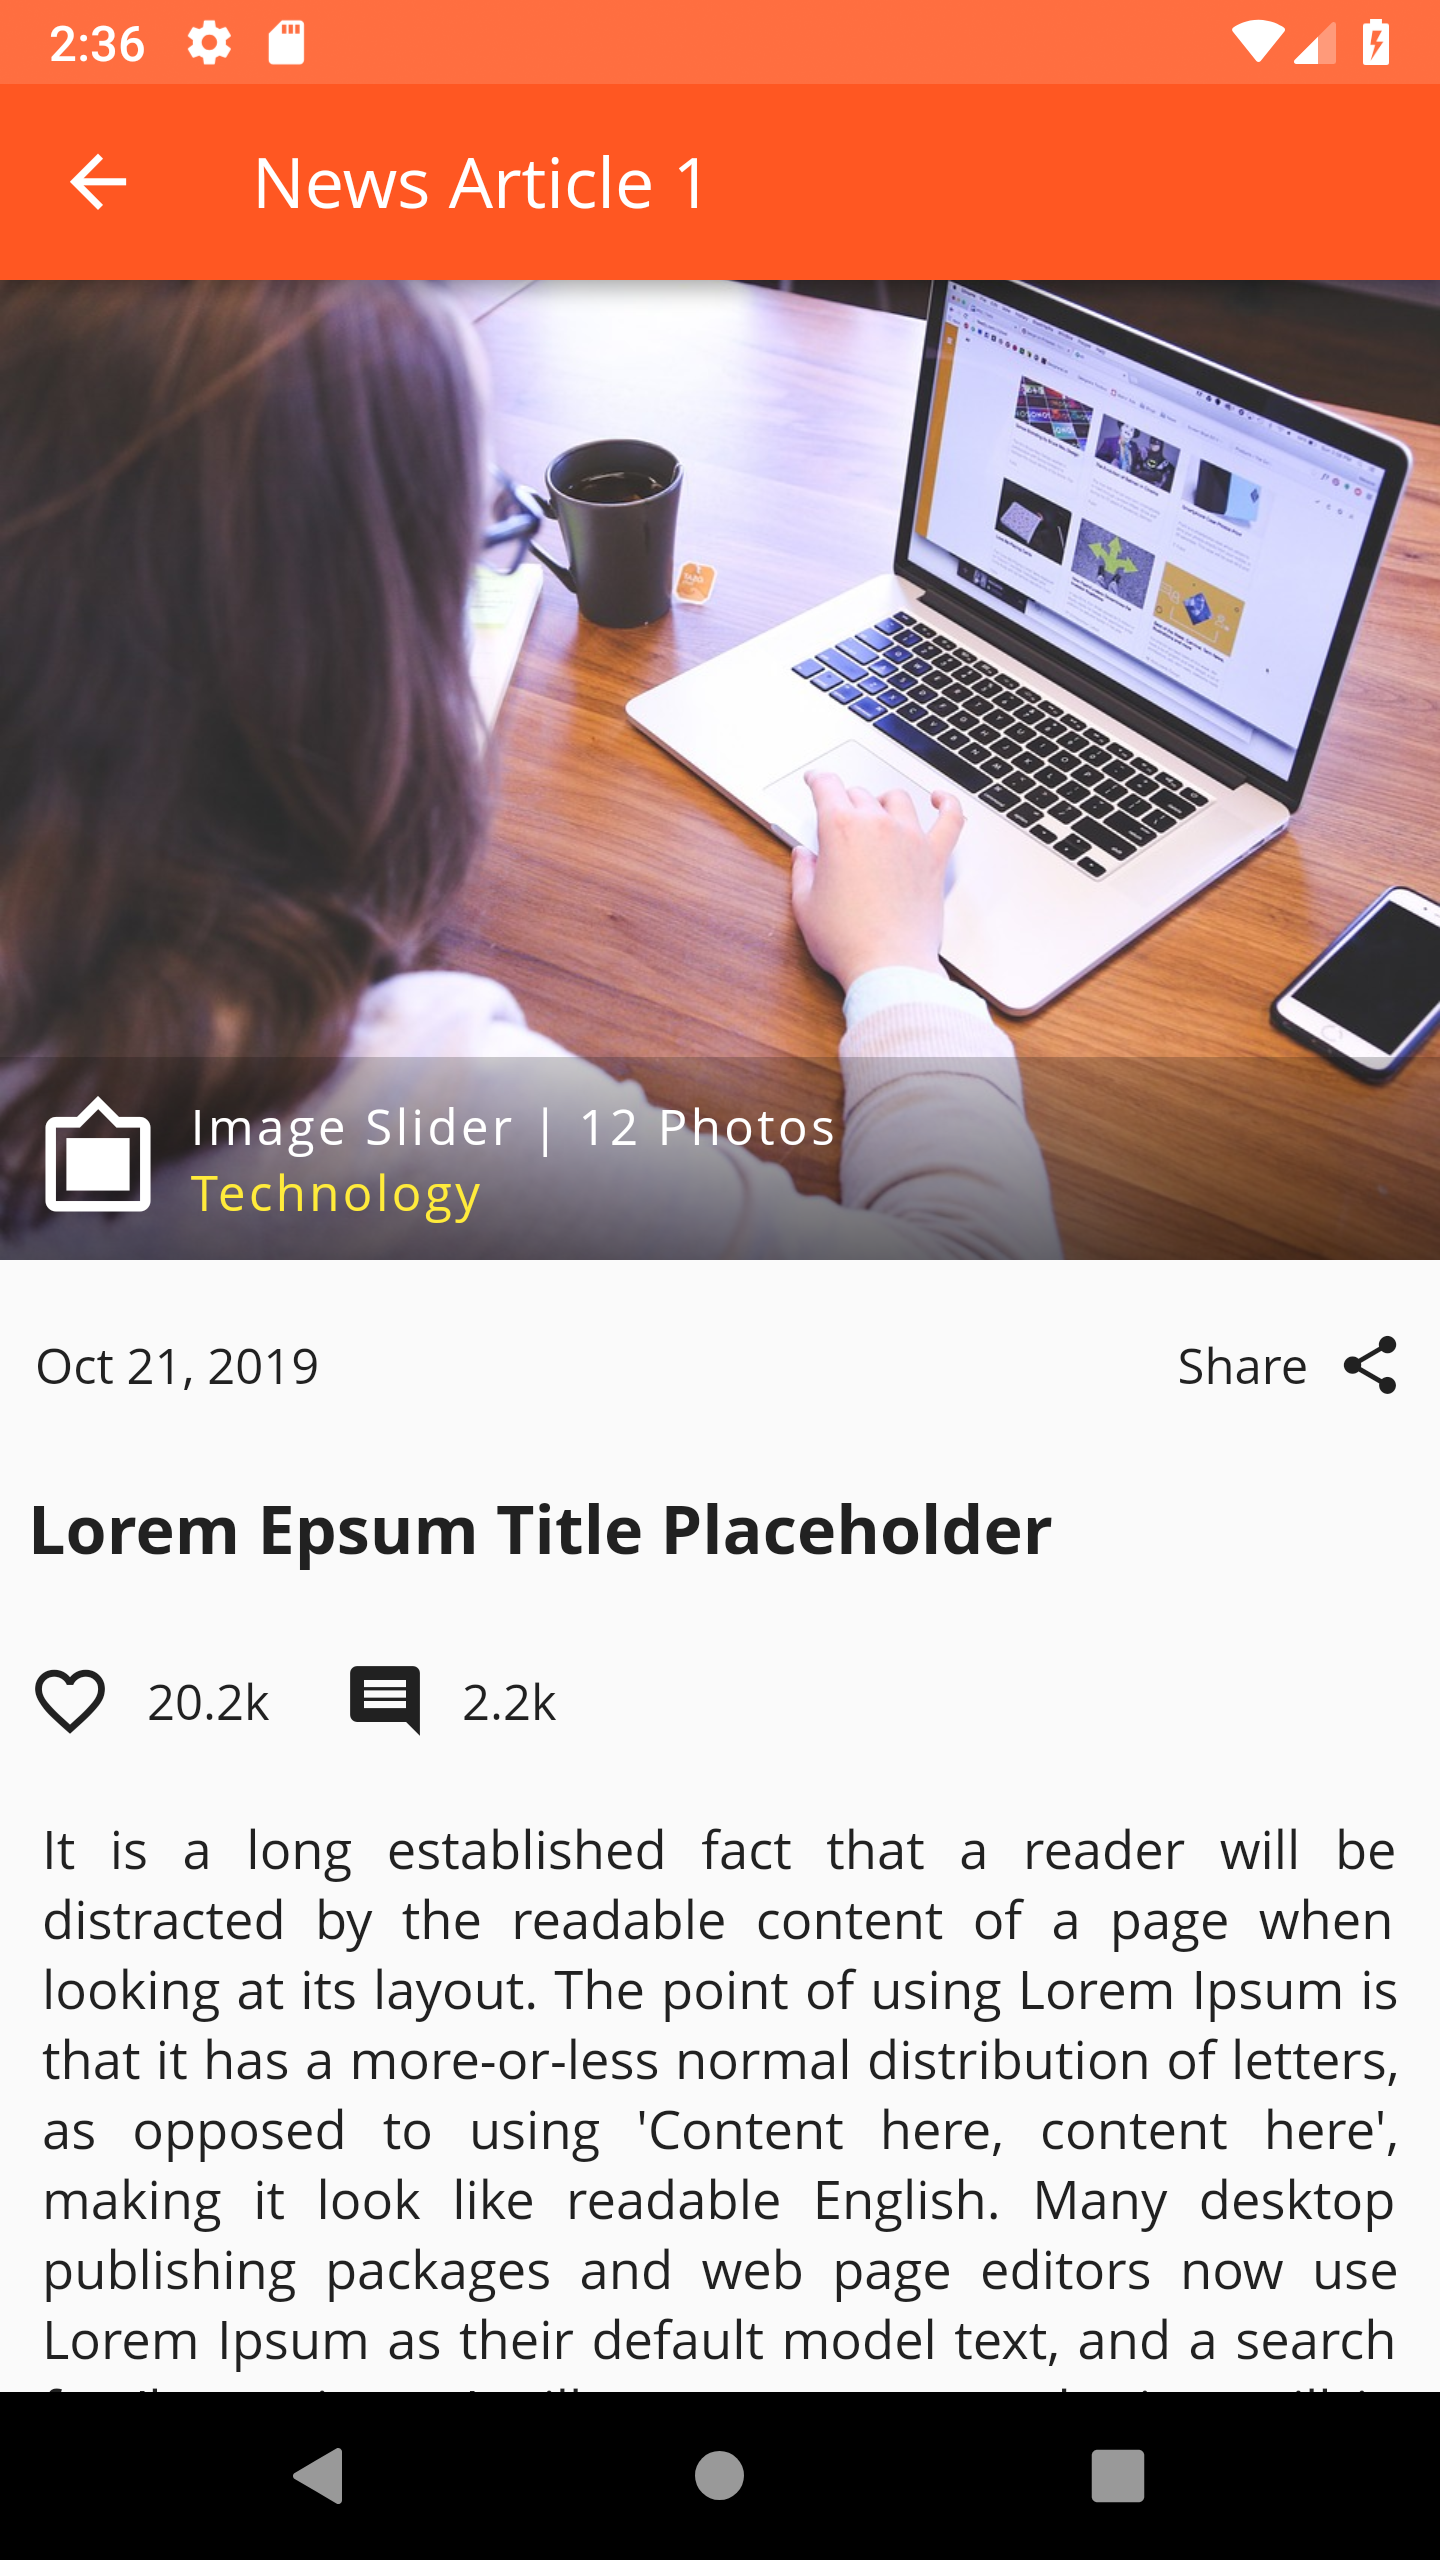 2:36
News Article 1
Image Slider | 12 Photos
Technology
Oct 21, 2019
Share
Lorem Epsum Title Placeholder
20.2k
2.2k
It is a long established fact that a reader will be
distracted by the readable content of a page when
looking at its layout. The point of using Lorem Ipsum is
that it has a more-or-less normal distribution of letters,
as opposed to using 'Content here, content here',
making it look like readable English. Many desktop
publishing packages and web page editors now use
Lorem Ipsum as their default model text, and a search